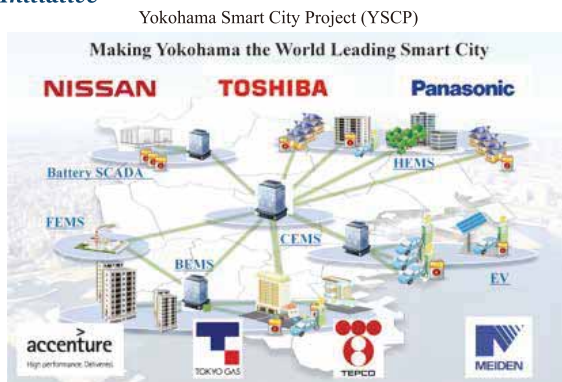 Initiative
Yokohama Smart City Project (YSCP)
Making Yokohama the World Leading Smart City
NISSAN
TOSHIBA
Panasonic
HEMS
Battery SCADA
FEMS
CEMS
BEMS
EV
accenture
High performance. Delivered.
TOKYO GAS
TEPCO
MEIDEN